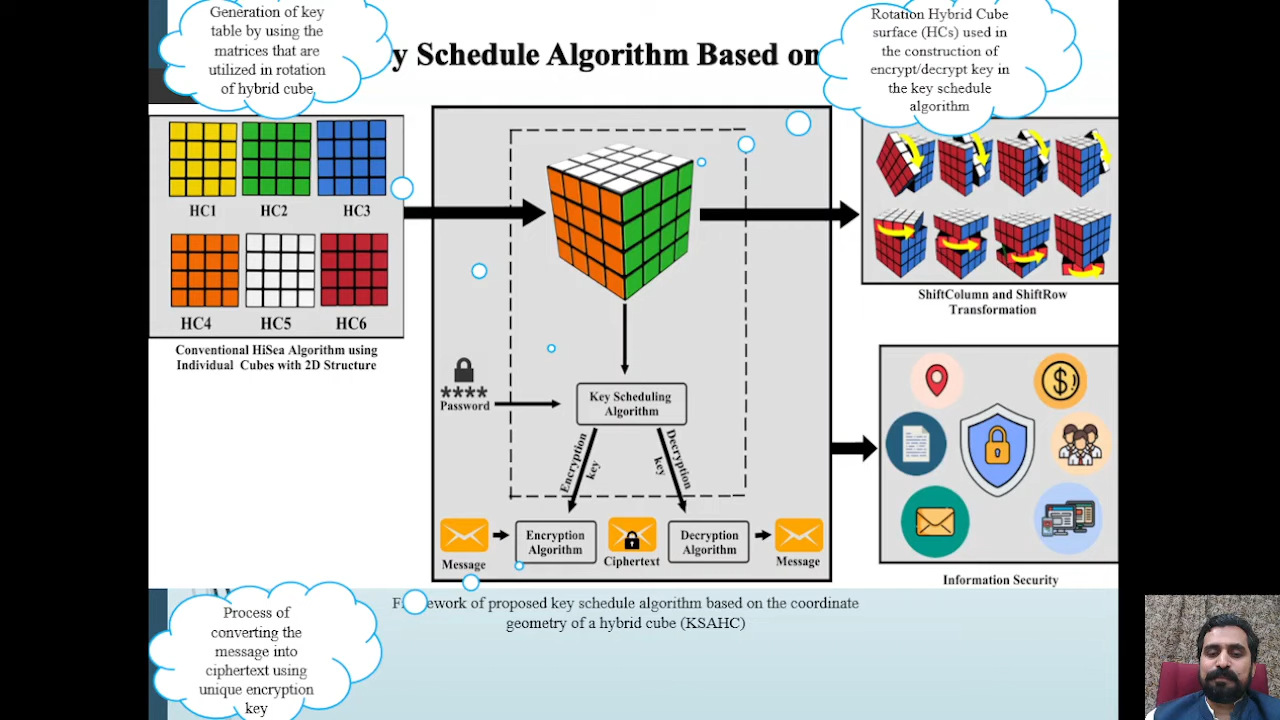 Generation of key
table by using the
matrices that are
utilized in rotation
of hybrid cube
y Schedule Algorithm Based on
Rotation Hybrid Cube
surface (HCs) used in
the construction of
encrypt/decrypt key in
the key schedule
algorithm
HC1 HC2 HC3
HC4 HC5 HC6
Conventional HiSea Algorithm using
Individual Cubes with 2D Structure
ShiftColumn and ShiftRow
Transformation
****
Password
Key Scheduling
Algorithm
Encryption
key
Decryption
key
Message
Encryption
Algorithm
Ciphertext
Decryption
Algorithm
Message
Information Security
Process of
converting the
message into
ciphertext using
unique encryption
key
ework of proposed key schedule algorithm based on the coordinate
geometry of a hybrid cube (KSAHC)